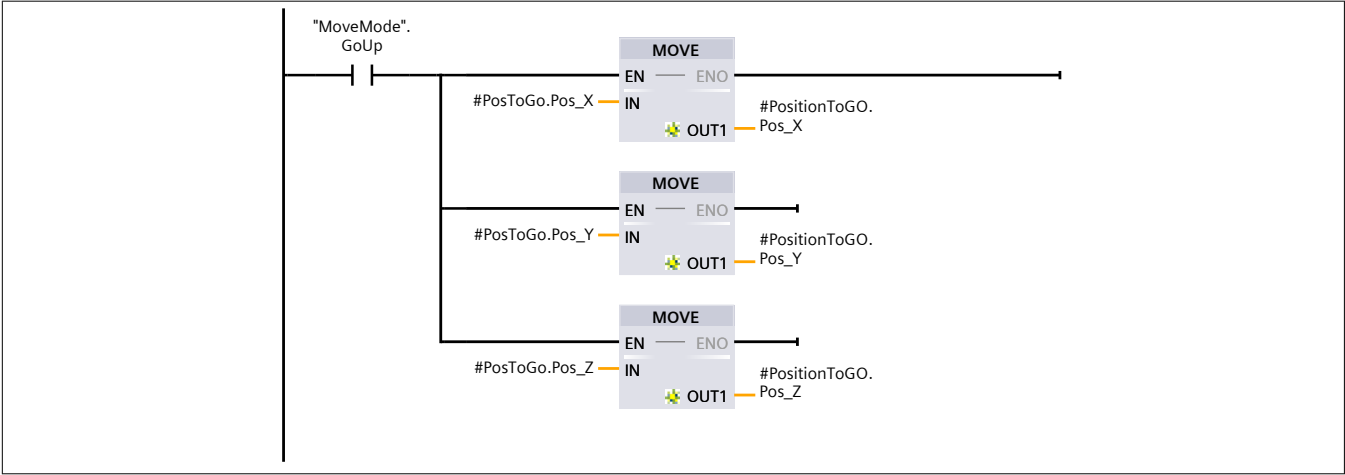 "MoveMode".
GoUp
MOVE
EN ENO
#PosToGo.Pos_X IN
#PositionToGO.
OUT1 Pos_X
MOVE
EN ENO
#PosToGo.Pos_Y IN
#PositionToGO.
OUT1 Pos_Y
MOVE
EN ENO
#PosToGo.Pos_Z IN
#PositionToGO.
OUT1 Pos_Z